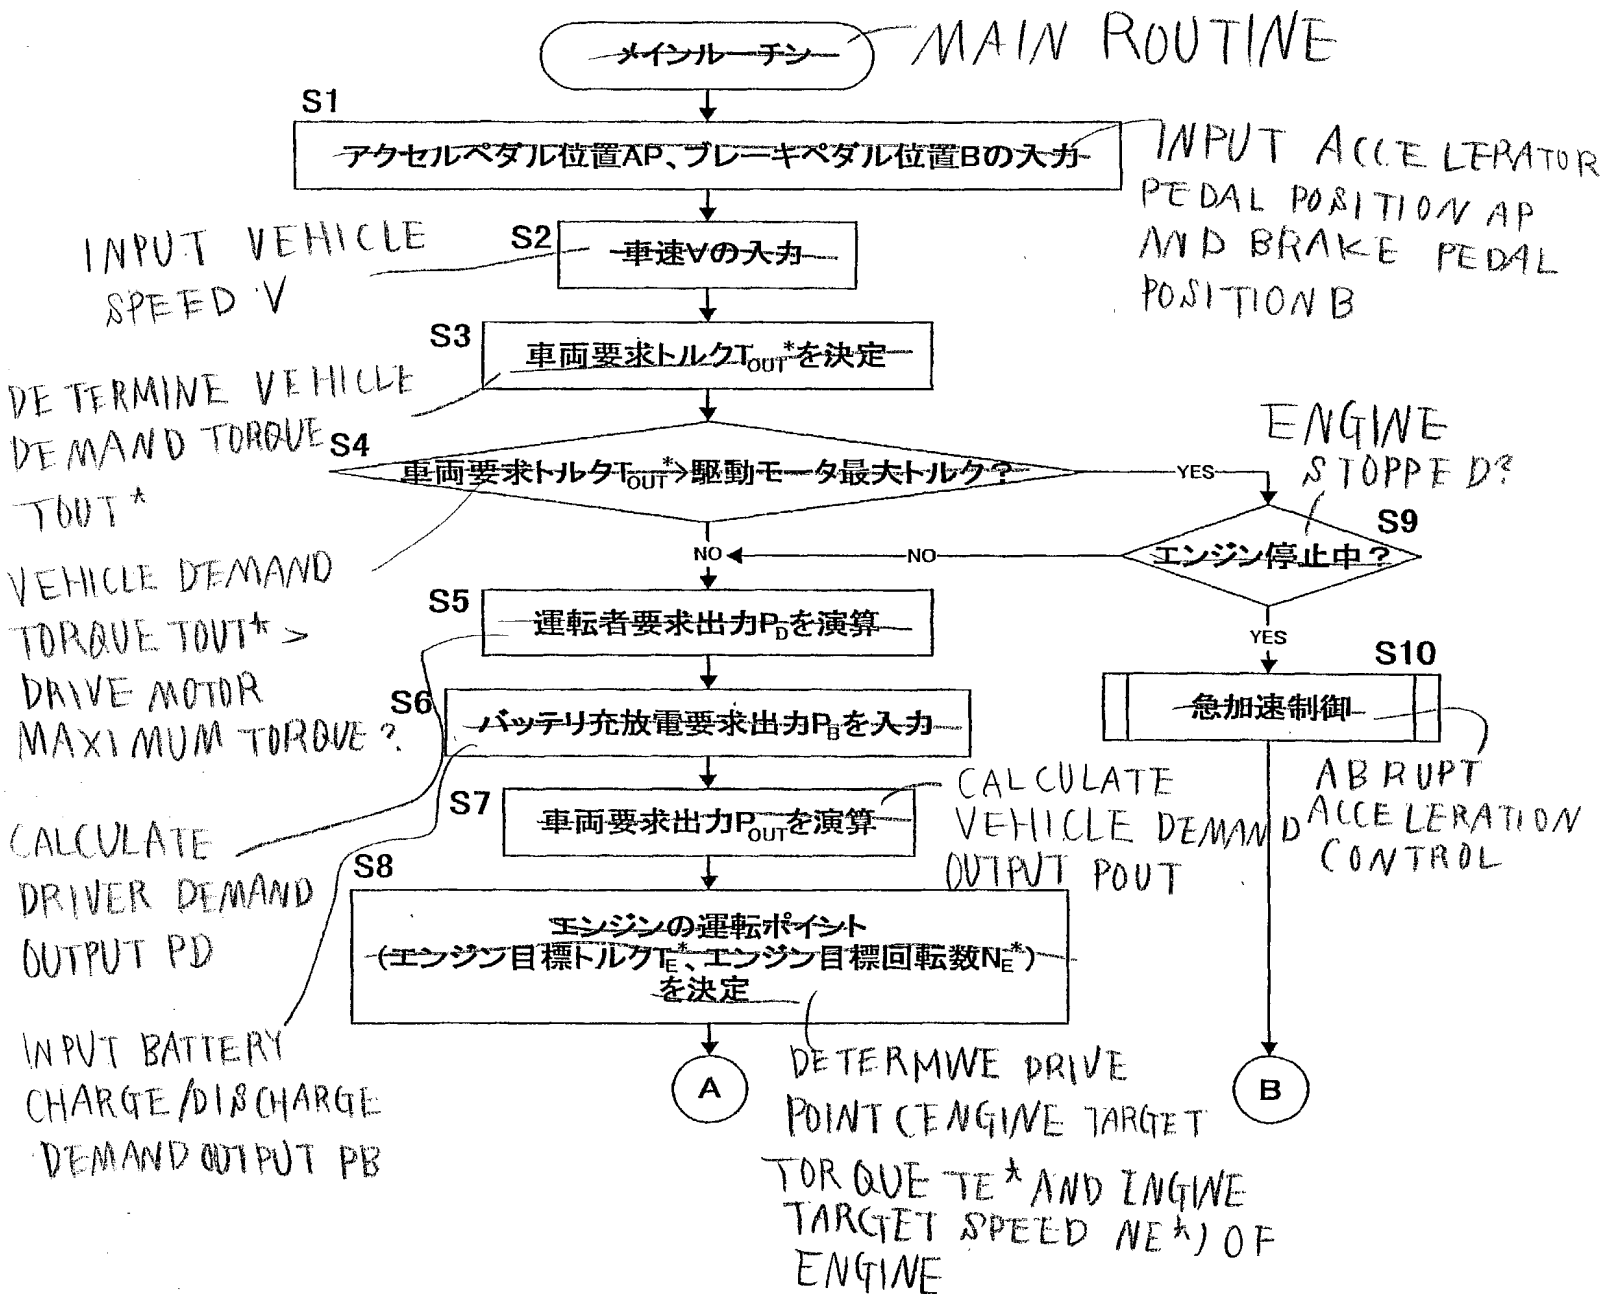 メインルーチン
MAIN ROUTINE
S1
アクセルペダル位置AP、ブレーキペダル位置Bの入力
INPUT ACCELERATOR
PEDAL POSITION AP
AND BRAKE PEDAL
POSITION B
INPUT VEHICLE
SPEED V
S2
車速Vの入力
S3
車両要求トルクTOUT*を決定
DETERMINE VEHICLE
DEMAND TORQUE
TOUT*
S4
車両要求トルクTOUT*>駆動モータ最大トルク?
YES
ENGINE
STOPPED?
VEHICLE DEMAND
TORQUE TOUT* >
DRIVE MOTOR
MAXIMUM TORQUE?
NO
NO
S9
エンジン停止中?
YES
S5
運転者要求出力PDを演算
S10
急加速制御
ABRUPT
ACCELERATION
CONTROL
S6
バッテリ充放電要求出力PBを入力
S7
車両要求出力POUTを演算
CALCULATE
VEHICLE DEMAND
OUTPUT POUT
CALCULATE
DRIVER DEMAND
OUTPUT PD
S8
エンジンの運転ポイント
(エンジン目標トルクTE*、エンジン目標回転数NE*)
を決定
INPUT BATTERY
CHARGE/DISCHARGE
DEMAND OUTPUT PB
A
DETERMINE DRIVE
POINT (ENGINE TARGET
TORQUE TE* AND ENGINE
TARGET SPEED NE*) OF
ENGINE
B